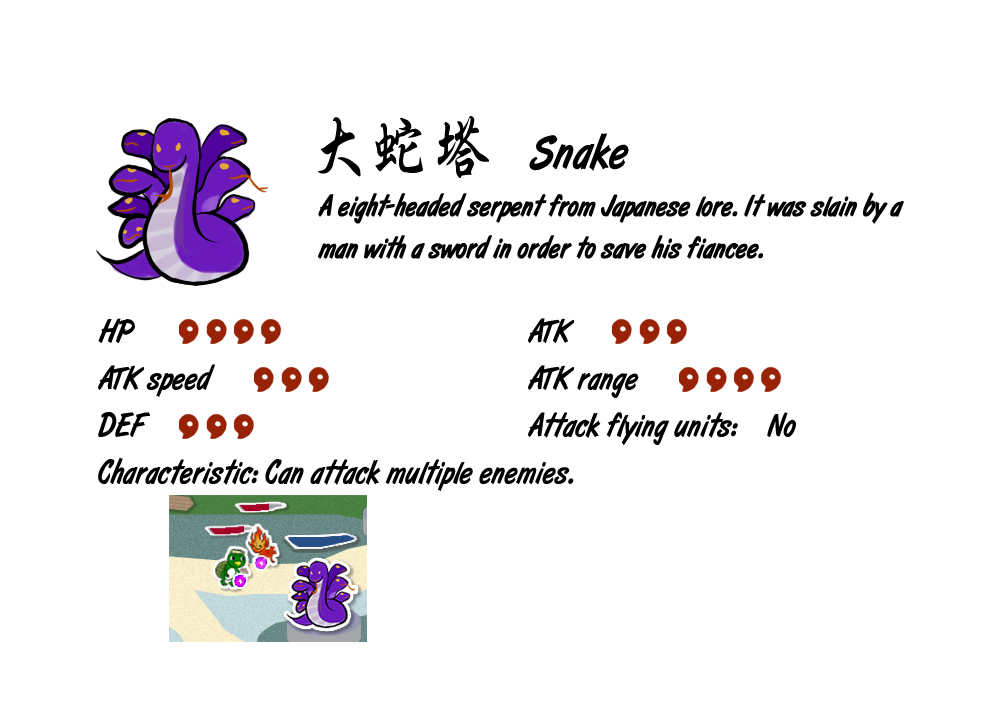 大蛇塔 Snake
A eight-headed serpent from Japanese lore. It was slain by a
man with a sword in order to save his fiancee.
HP ATK
ATK speed ATK range
DEF Attack flying units: No
Characteristic: Can attack multiple enemies.